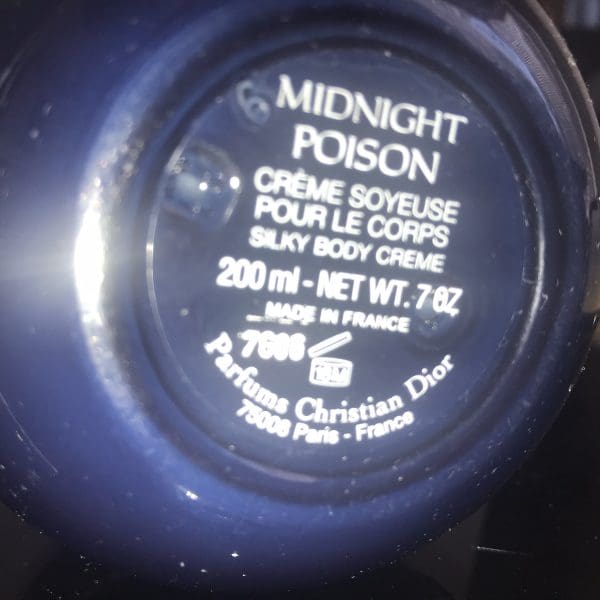 MIDNIGHT
POISON
CRÈME SOYEUSE
POUR LE CORPS
SILKY BODY CREME
200 ml - NET WT. 7 OZ
MADE IN FRANCE
18M
Parfums Christian Dior
75008 Paris - France